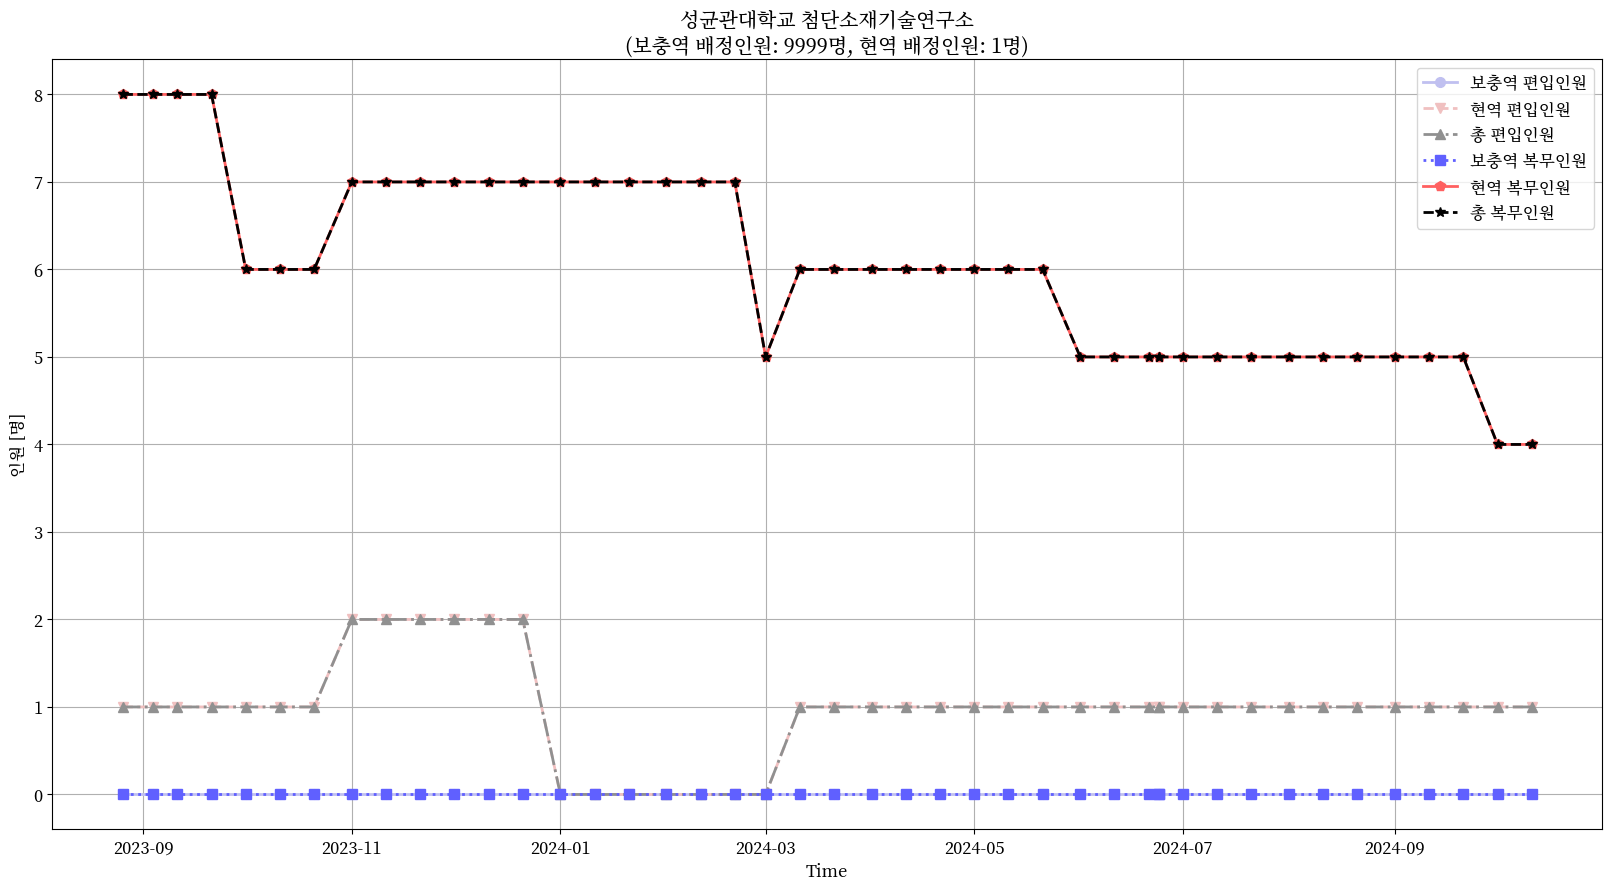 성균관대학교 첨단소재기술연구소
(보충역 배정인원: 9999명, 현역 배정인원: 1명)
보충역 편입인원
현역 편입인원
총 편입인원
보충역 복무인원
현역 복무인원
총 복무인원
인원 [명]
8
7
6
5
4
3
2
1
0
2023-09
2023-11
2024-01
2024-03
2024-05
2024-07
2024-09
Time